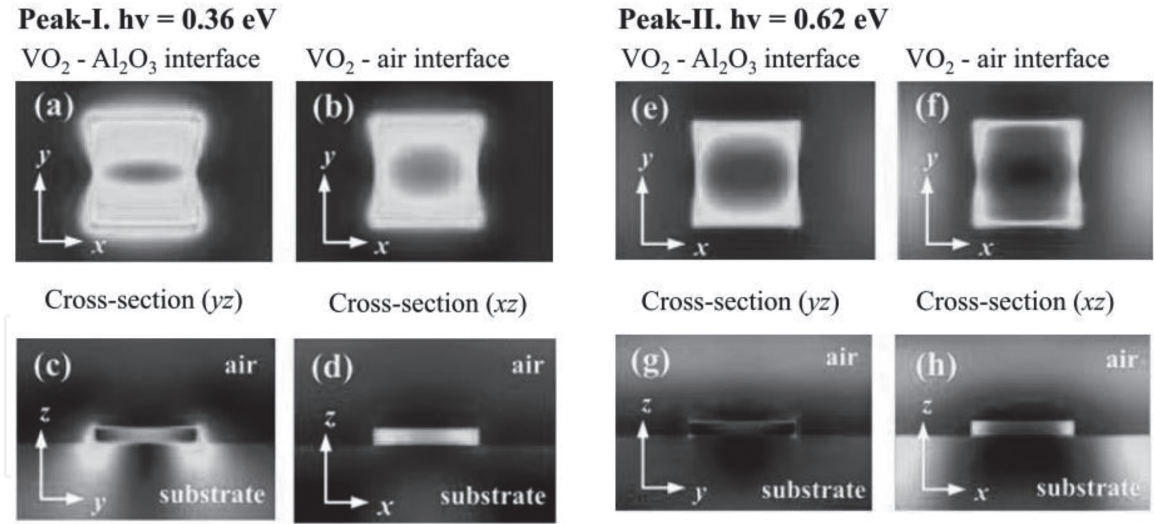 Peak-I. hν = 0.36 eV
VO₂ - Al₂O₃ interface
VO₂ - air interface
(a)
y
x
(b)
y
x
Cross-section (yz)
Cross-section (xz)
(c)
air
z
y
substrate
(d)
air
z
x
substrate
Peak-II. hν = 0.62 eV
VO₂ - Al₂O₃ interface
VO₂ - air interface
(e)
y
x
(f)
y
x
Cross-section (yz)
Cross-section (xz)
(g)
air
z
y
substrate
(h)
air
z
x
substrate